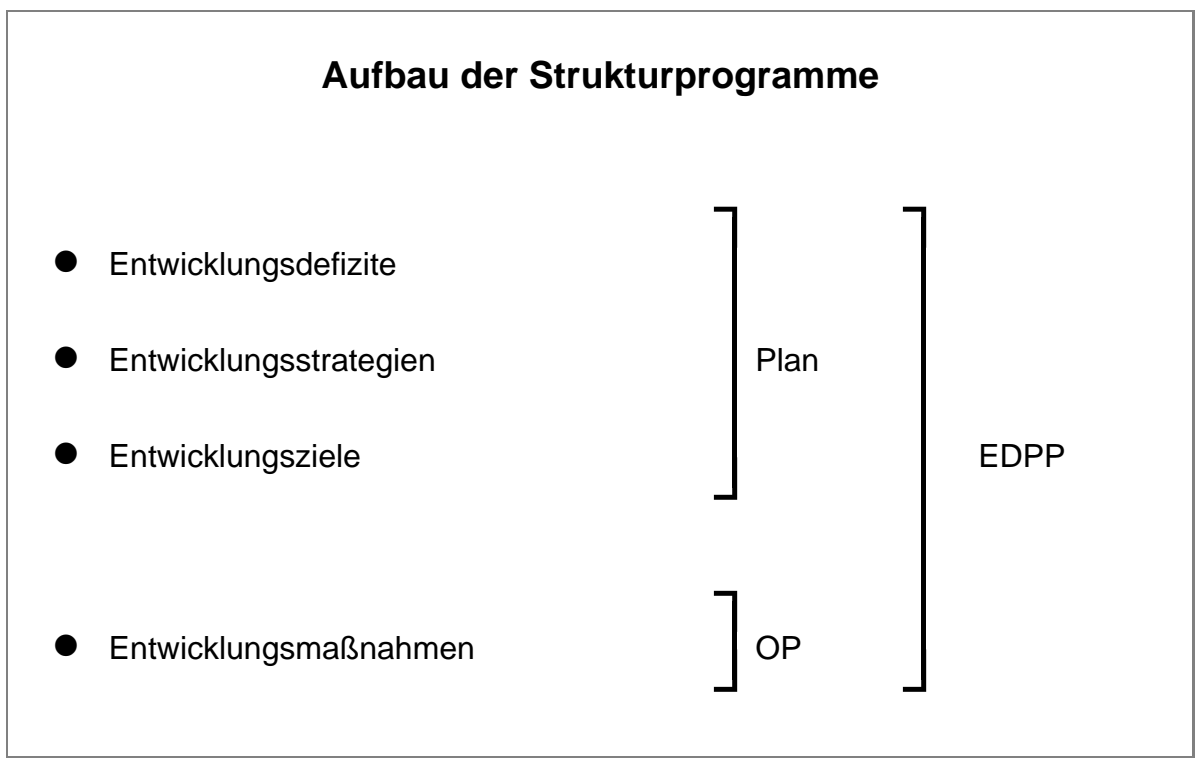 Aufbau der Strukturprogramme
● Entwicklungsdefizite
● Entwicklungsstrategien Plan
● Entwicklungsziele EDPP
● Entwicklungsmaßnahmen OP